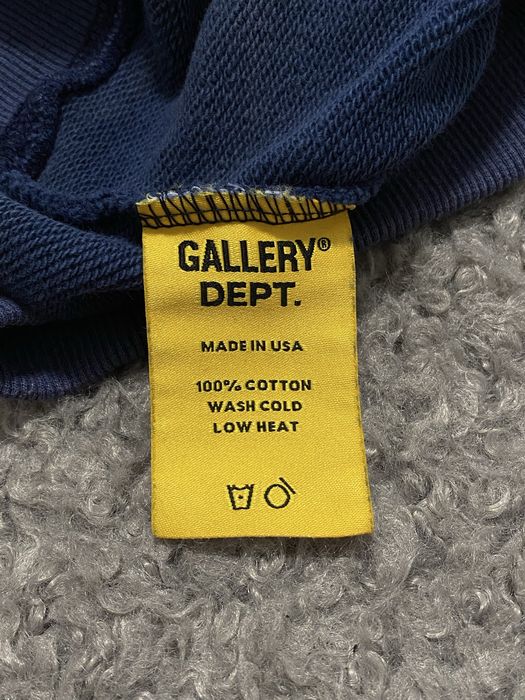 GALLERY®
DEPT.
MADE IN USA
100% COTTON
WASH COLD
LOW HEAT